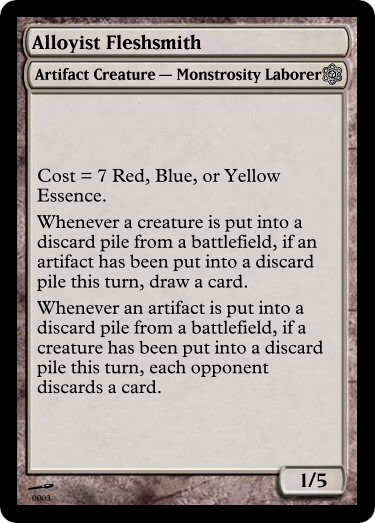 Alloyist Fleshsmith
Artifact Creature — Monstrosity Laborer
Cost = 7 Red, Blue, or Yellow
Essence.
Whenever a creature is put into a
discard pile from a battlefield, if an
artifact has been put into a discard
pile this turn, draw a card.
Whenever an artifact is put into a
discard pile from a battlefield, if a
creature has been put into a discard
pile this turn, each opponent
discards a card.
1/5
0003